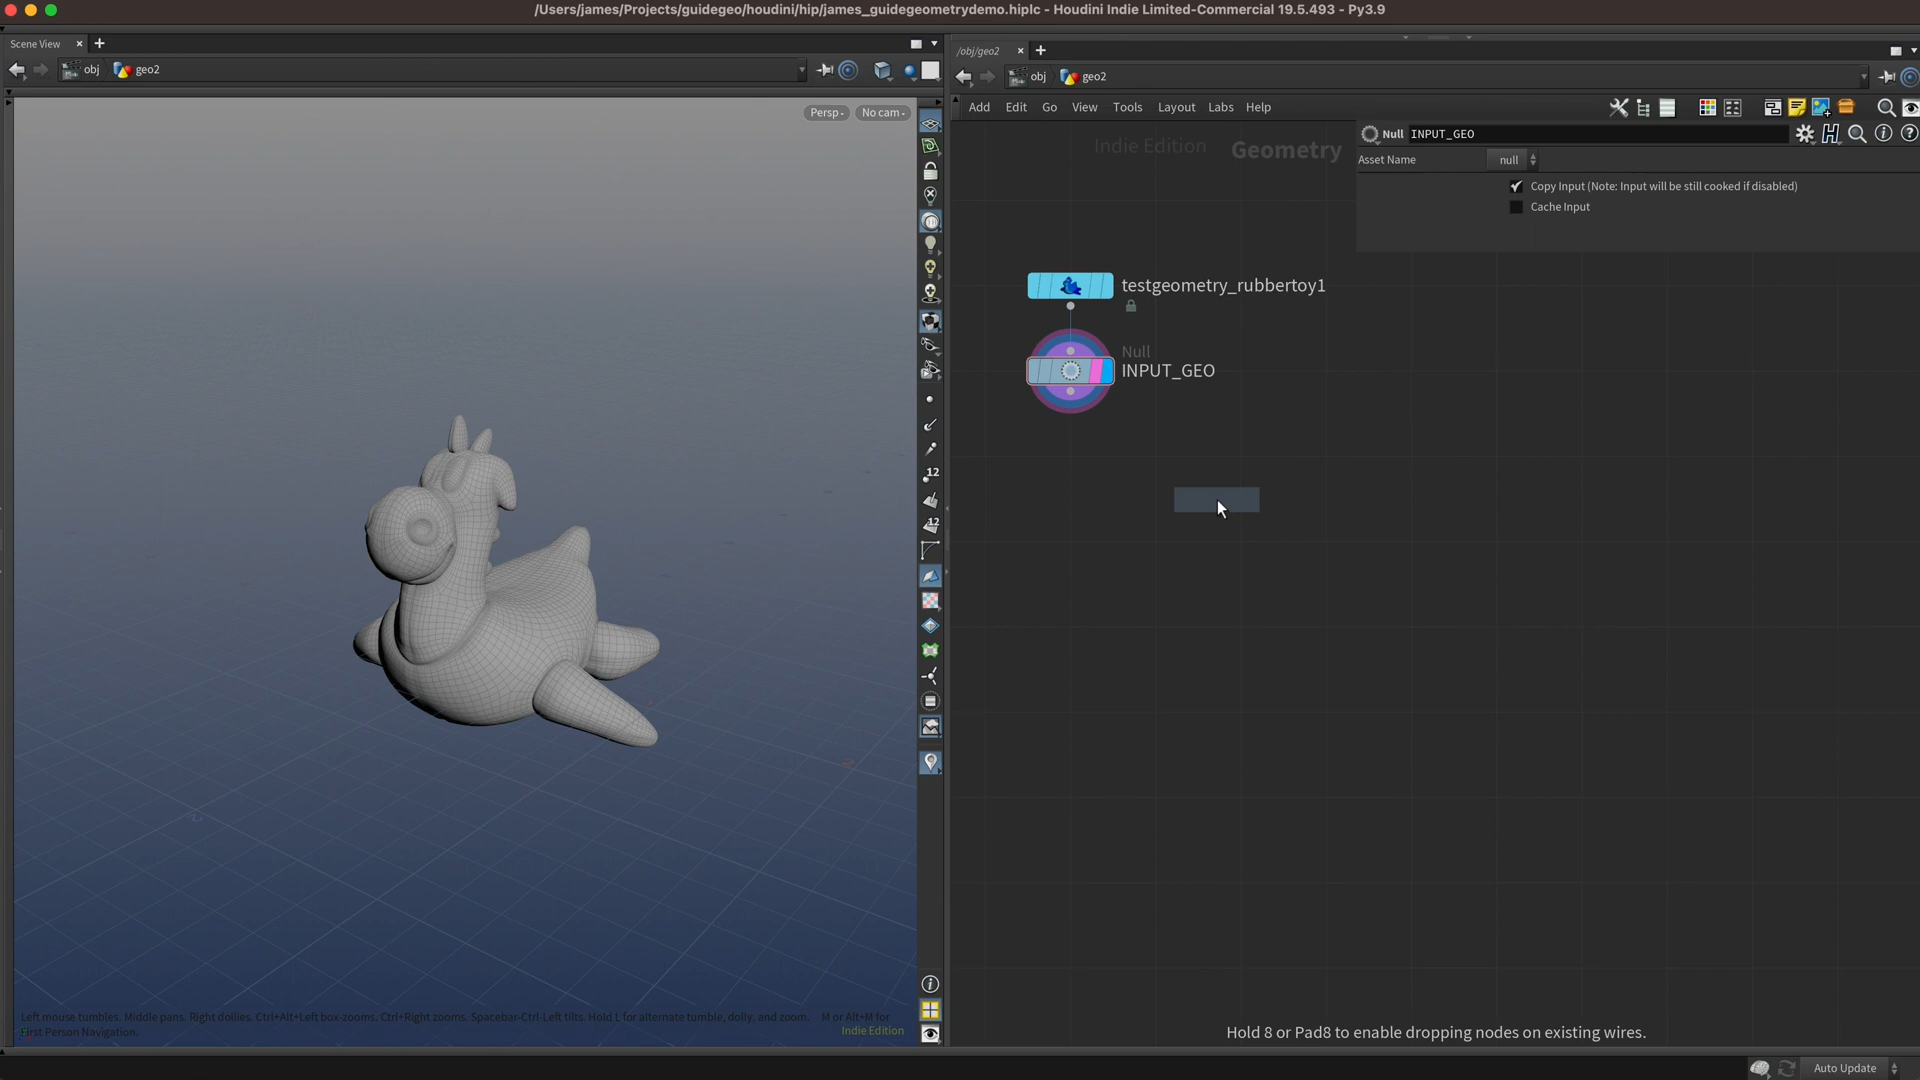 /Users/james/Projects/guidegeo/houdini/hip/james_guidegeometrydemo.hiplc - Houdini Indie Limited-Commercial 19.5.493 - Py3.9
Scene View
obj
geo2
/obj/geo2
obj
geo2
Add
Edit
Go
View
Tools
Layout
Labs
Help
Persp
No cam
Indie Edition
Geometry
Null
INPUT_GEO
Asset Name
null
Copy Input (Note: Input will be still cooked if disabled)
Cache Input
testgeometry_rubbertoy1
Null
INPUT_GEO
12
12
Left mouse tumbles. Middle pans. Right dollies. Ctrl+Alt+Left box-zooms. Ctrl+Right zooms. Spacebar-Ctrl-Left tilts. Hold L for alternate tumble, dolly, and zoom. M or Alt+M for
First Person Navigation.
Indie Edition
Hold 8 or Pad8 to enable dropping nodes on existing wires.
Auto Update